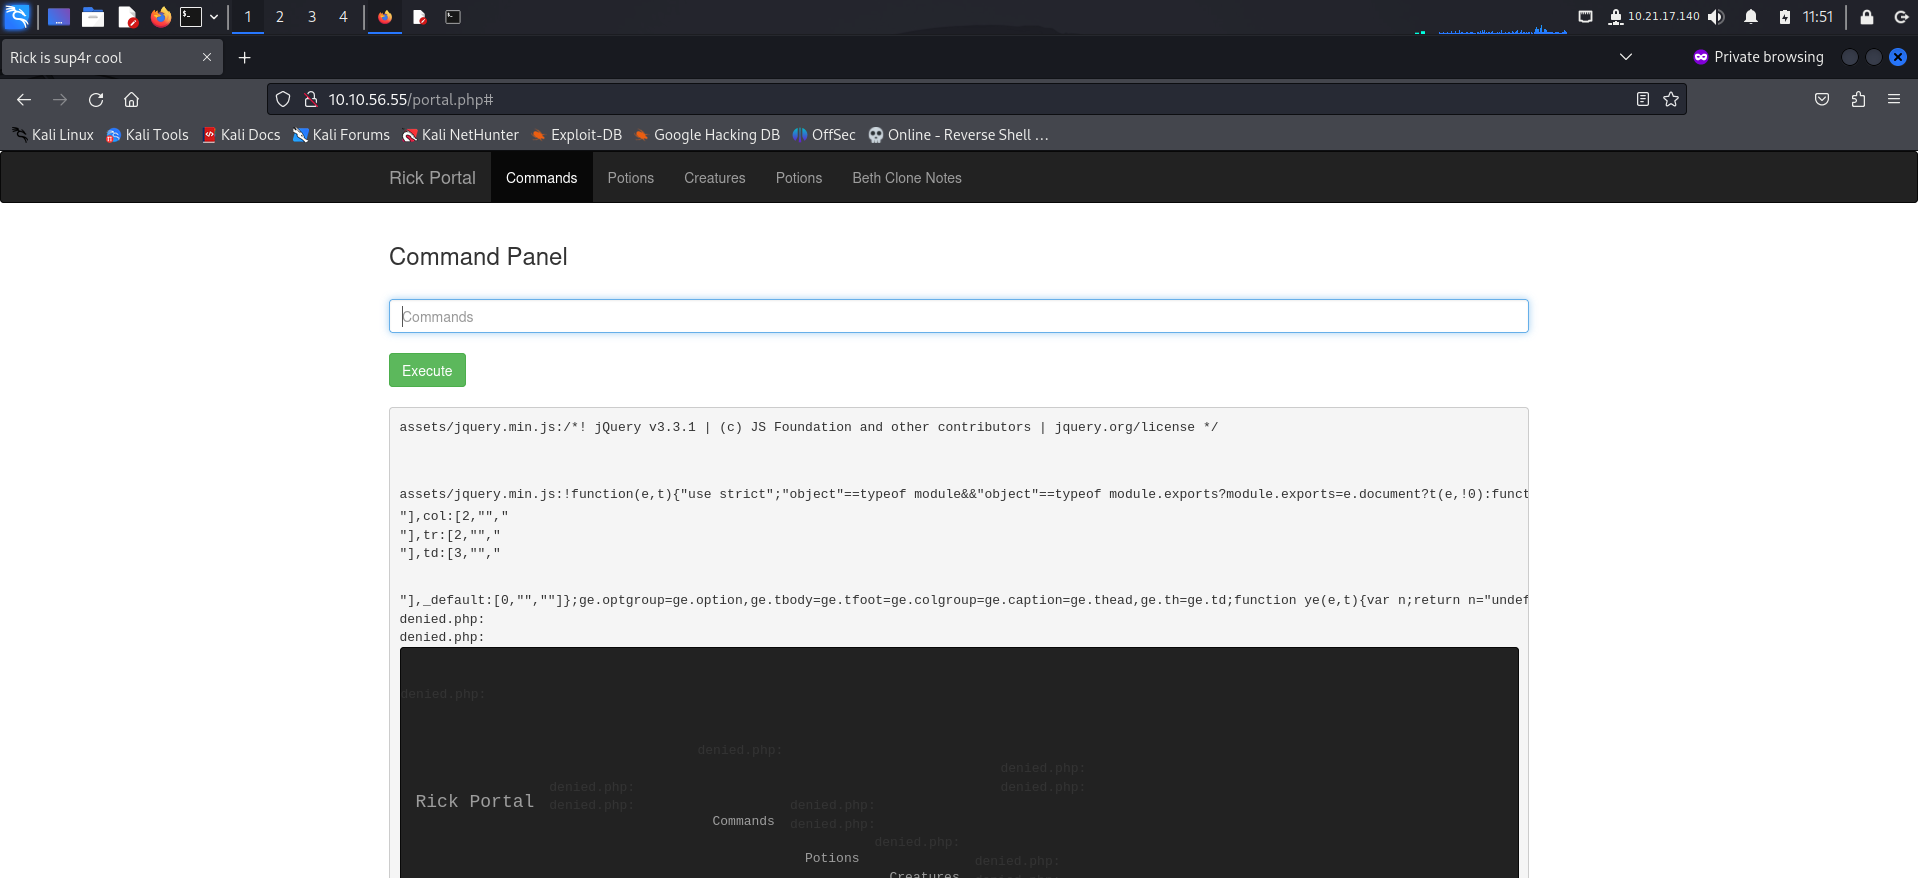 1 2 3 4 10.21.17.140 11:51
Rick is sup4r cool Private browsing
10.10.56.55/portal.php#
Kali Linux Kali Tools Kali Docs Kali Forums Kali NetHunter Exploit-DB Google Hacking DB OffSec Online - Reverse Shell …
Rick Portal Commands Potions Creatures Potions Beth Clone Notes
Command Panel
Commands
Execute
assets/jquery.min.js:/*! jQuery v3.3.1 | (c) JS Foundation and other contributors | jquery.org/license */
assets/jquery.min.js:!function(e,t){"use strict";"object"==typeof module&&"object"==typeof module.exports?module.exports=e.document?t(e,!0):funct
"],col:[2,"","
"],tr:[2,"","
"],td:[3,"","
"],_default:[0,"",""]};ge.optgroup=ge.option,ge.tbody=ge.tfoot=ge.colgroup=ge.caption=ge.thead,ge.th=ge.td;function ye(e,t){var n;return n="undef
denied.php:
denied.php:
denied.php:
denied.php:
denied.php:
denied.php: denied.php:
Rick Portal denied.php: denied.php:
Commands denied.php:
denied.php:
Potions denied.php:
Creatures